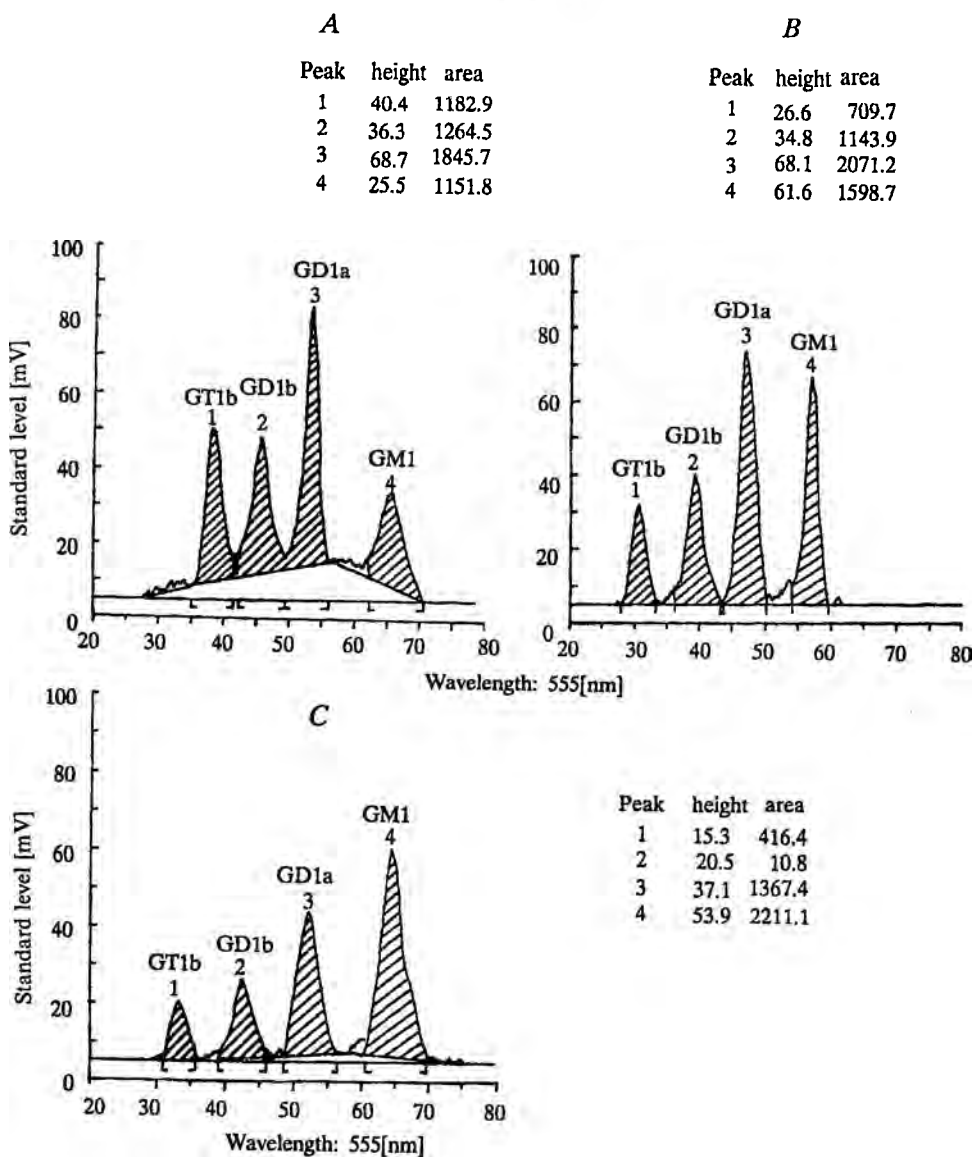 A
Peak height area
1 40.4 1182.9
2 36.3 1264.5
3 68.7 1845.7
4 25.5 1151.8
B
Peak height area
1 26.6 709.7
2 34.8 1143.9
3 68.1 2071.2
4 61.6 1598.7
Standard level [mV]
100
80
60
40
20
0
20 30 40 50 60 70 80
GT1b
1
GD1b
2
GD1a
3
GM1
4
100
80
60
40
20
0
20 30 40 50 60 70 80
GT1b
1
GD1b
2
GD1a
3
GM1
4
Wavelength: 555[nm]
C
Standard level [mV]
100
80
60
40
20
0
20 30 40 50 60 70 80
GT1b
1
GD1b
2
GD1a
3
GM1
4
Wavelength: 555[nm]
Peak height area
1 15.3 416.4
2 20.5 10.8
3 37.1 1367.4
4 53.9 2211.1